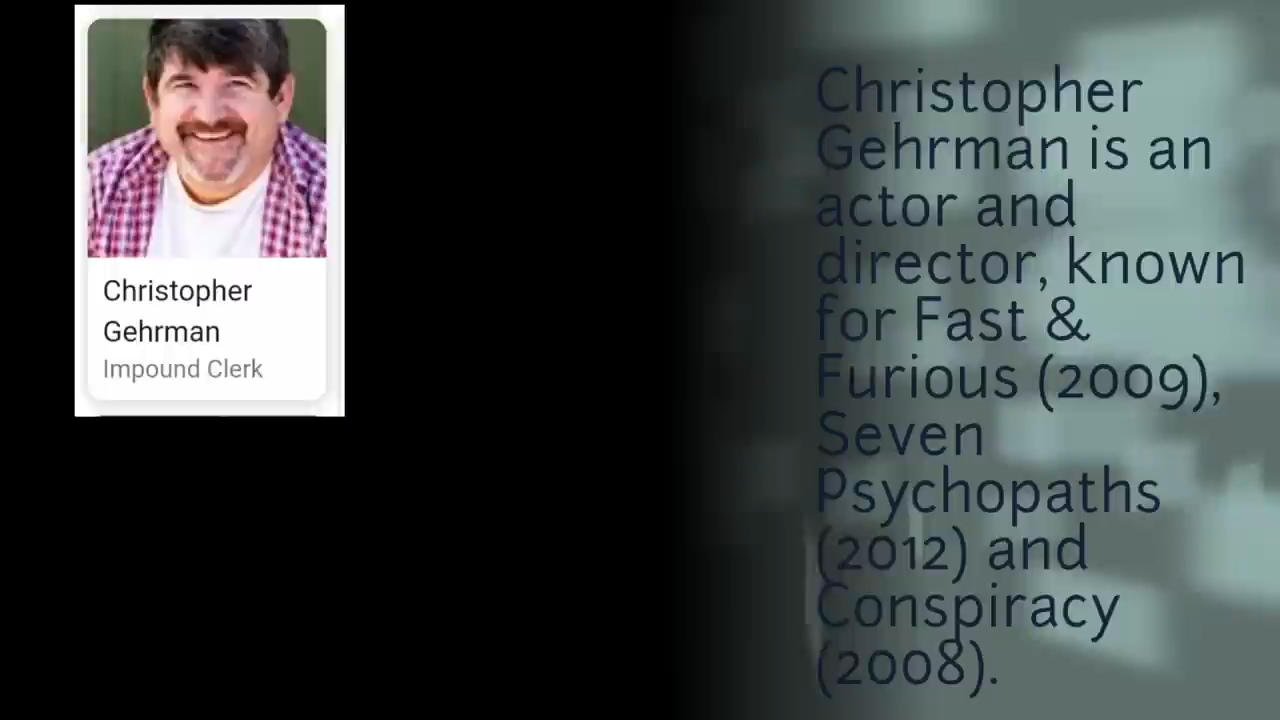 Christopher
Gehrman
Impound Clerk
Christopher
Gehrman is an
actor and
director, known
for Fast &
Furious (2009),
Seven
Psychopaths
(2012) and
Conspiracy
(2008).